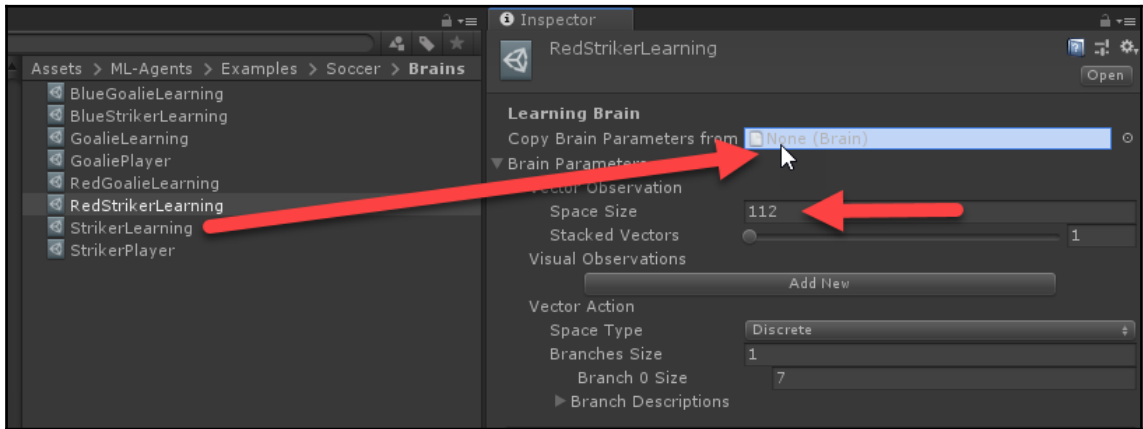 Assets > ML-Agents > Examples > Soccer > Brains
BlueGoalieLearning
BlueStrikerLearning
GoalieLearning
GoaliePlayer
RedGoalieLearning
RedStrikerLearning
StrikerLearning
StrikerPlayer
Inspector
RedStrikerLearning
Open
Learning Brain
Copy Brain Parameters from None (Brain)
Brain Parameters
Vector Observation
Space Size 112
Stacked Vectors 1
Visual Observations
Add New
Vector Action
Space Type Discrete
Branches Size 1
Branch 0 Size 7
Branch Descriptions